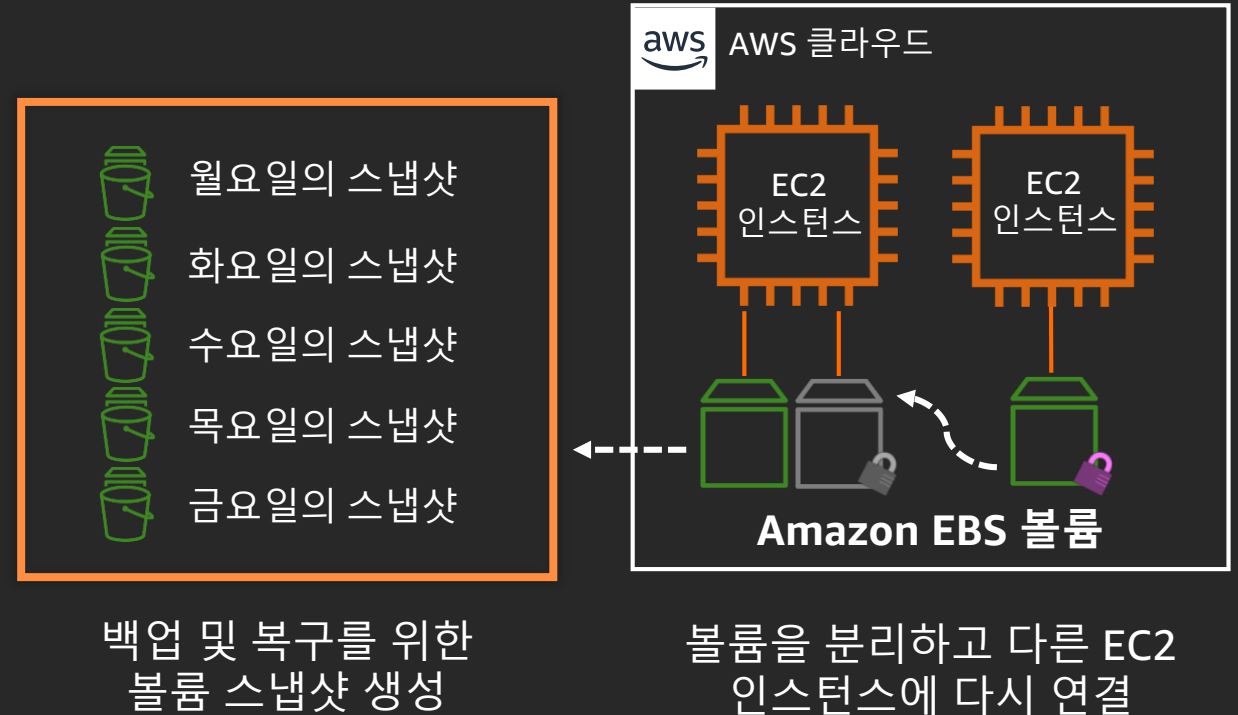 aws
AWS 클라우드
월요일의 스냅샷
화요일의 스냅샷
수요일의 스냅샷
목요일의 스냅샷
금요일의 스냅샷
EC2
인스턴스
EC2
인스턴스
Amazon EBS 볼륨
백업 및 복구를 위한
볼륨 스냅샷 생성
볼륨을 분리하고 다른 EC2
인스턴스에 다시 연결